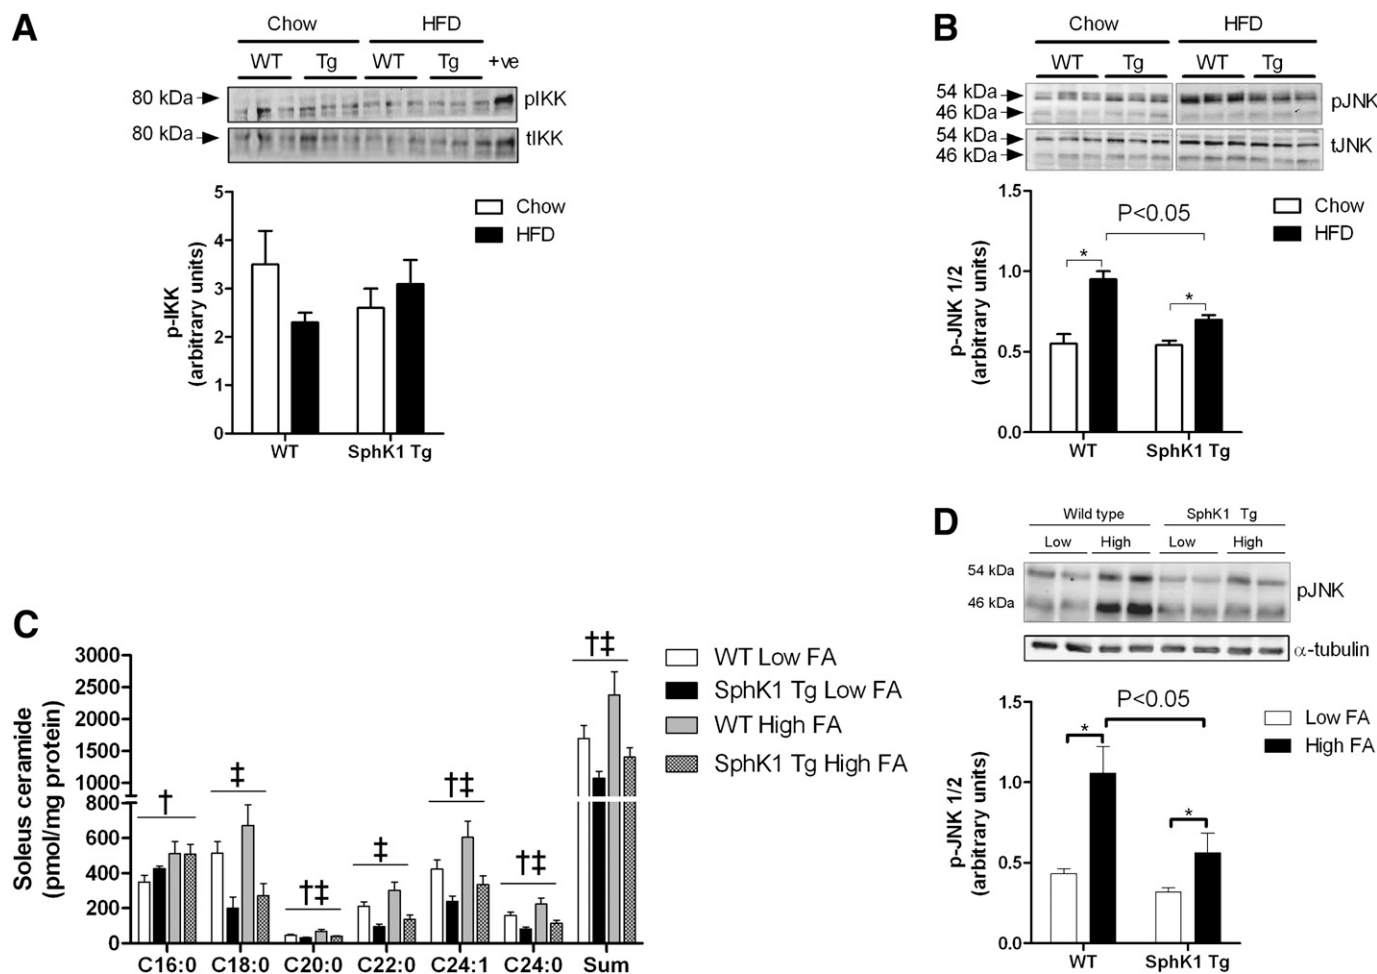 A
Chow HFD
WT Tg WT Tg +ve
80 kDa pIKK
80 kDa tIKK
5
4
3
2
1
0
p-IKK
(arbitrary units)
Chow
HFD
WT SphK1 Tg
B
Chow HFD
WT Tg WT Tg
54 kDa
46 kDa
pJNK
54 kDa
46 kDa
tJNK
1.5
1.0
0.5
0.0
p-JNK 1/2
(arbitrary units)
P<0.05
* *
Chow
HFD
WT SphK1 Tg
C
3000
2500
2000
1500
1000
800
600
400
200
0
Soleus ceramide
(pmol/mg protein)
† ‡ †‡ ‡ †‡ †‡ †‡
WT Low FA
SphK1 Tg Low FA
WT High FA
SphK1 Tg High FA
C16:0 C18:0 C20:0 C22:0 C24:1 C24:0 Sum
D
Wild type SphK1 Tg
Low High Low High
54 kDa
46 kDa
pJNK
α-tubulin
1.5
1.0
0.5
0.0
p-JNK 1/2
(arbitrary units)
P<0.05
* *
Low FA
High FA
WT SphK1 Tg